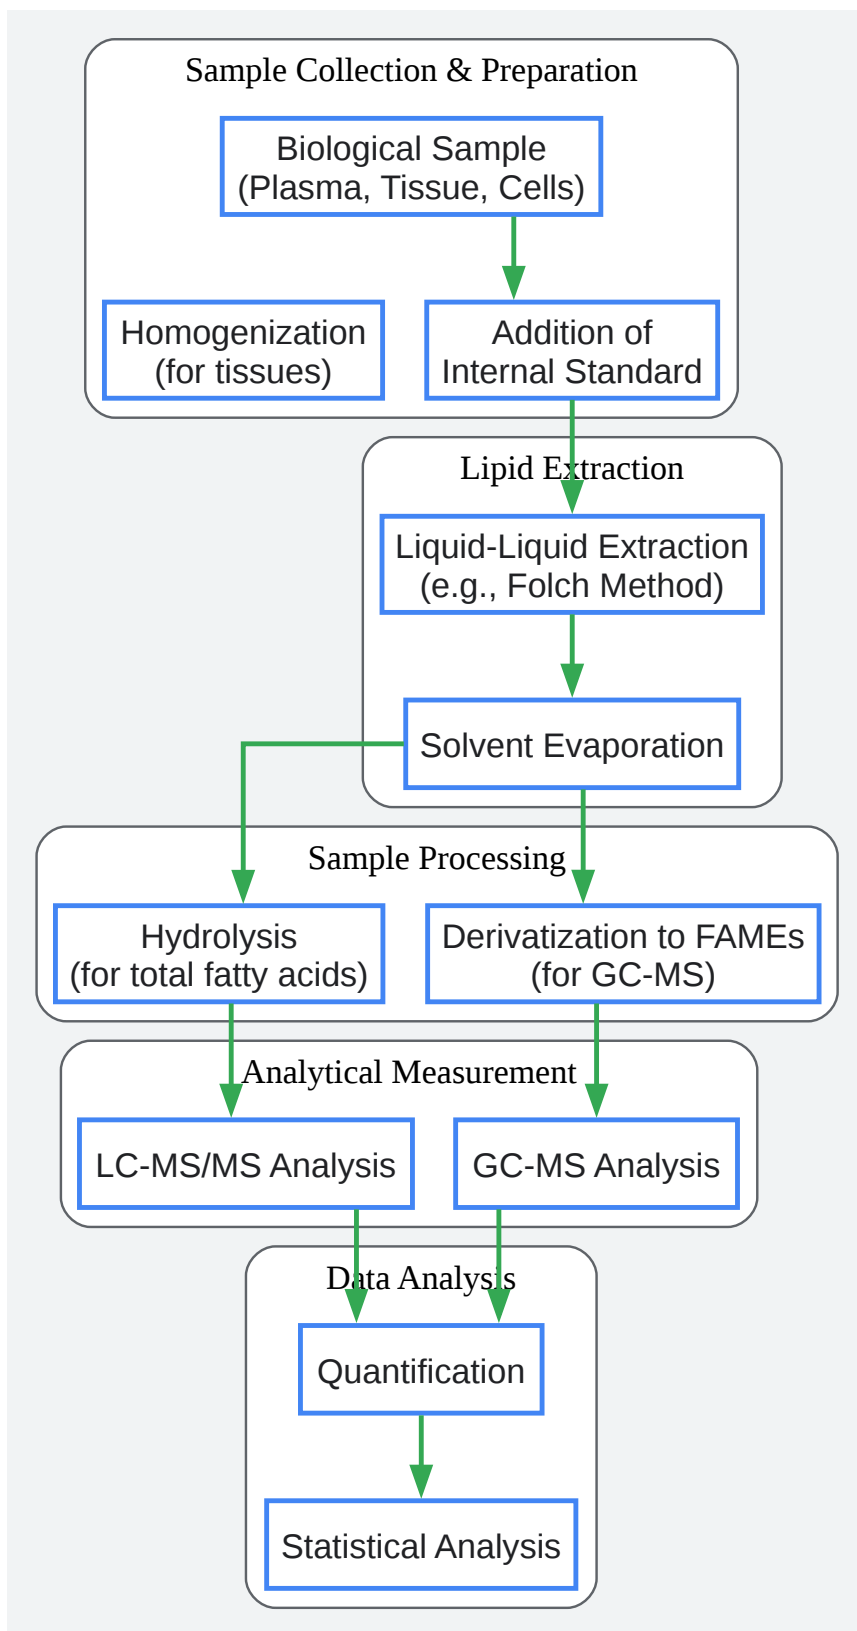 Sample Collection & Preparation
Biological Sample
(Plasma, Tissue, Cells)
Homogenization
(for tissues)
Addition of
Internal Standard
Lipid Extraction
Liquid-Liquid Extraction
(e.g., Folch Method)
Solvent Evaporation
Sample Processing
Hydrolysis
(for total fatty acids)
Derivatization to FAMEs
(for GC-MS)
Analytical Measurement
LC-MS/MS Analysis
GC-MS Analysis
Data Analysis
Quantification
Statistical Analysis